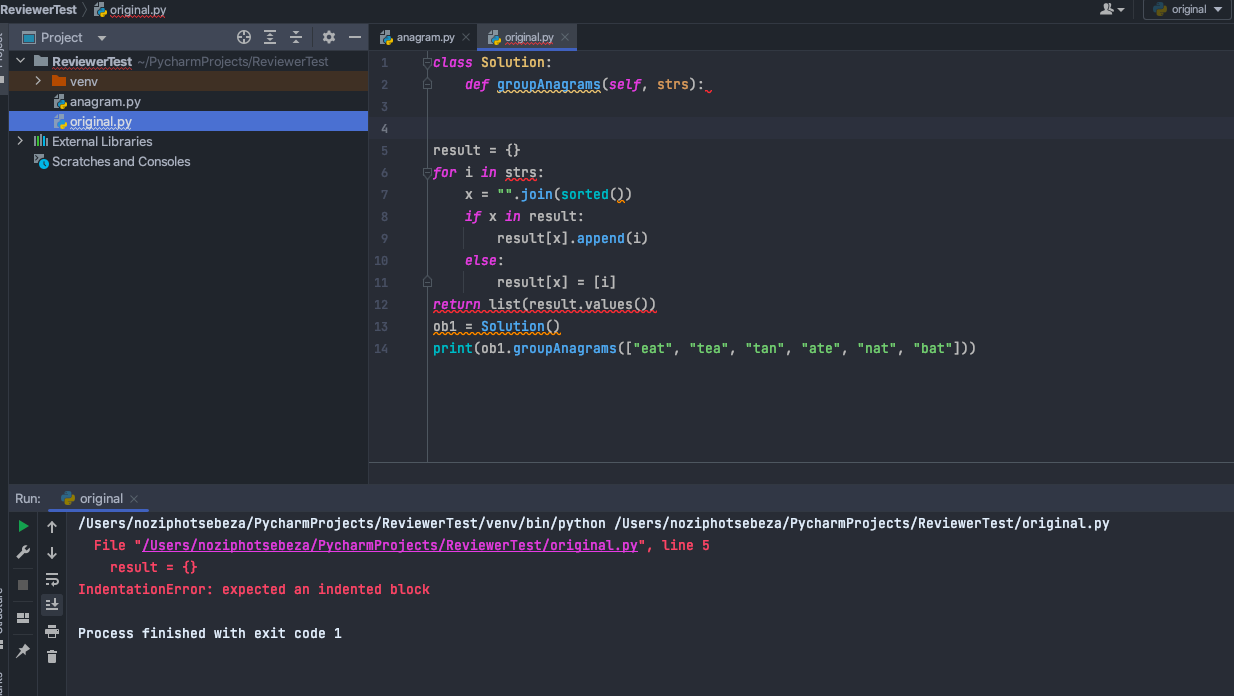 ReviewerTest original.py
original
Project
anagram.py
original.py
ReviewerTest ~/PycharmProjects/ReviewerTest
venv
anagram.py
original.py
External Libraries
Scratches and Consoles
1 class Solution:
2 def groupAnagrams(self, strs):
3
4
5 result = {}
6 for i in strs:
7 x = "".join(sorted())
8 if x in result:
9 result[x].append(i)
10 else:
11 result[x] = [i]
12 return list(result.values())
13 ob1 = Solution()
14 print(ob1.groupAnagrams(["eat", "tea", "tan", "ate", "nat", "bat"]))
Run: original
/Users/noziphotsebeza/PycharmProjects/ReviewerTest/venv/bin/python /Users/noziphotsebeza/PycharmProjects/ReviewerTest/original.py
File "/Users/noziphotsebeza/PycharmProjects/ReviewerTest/original.py", line 5
result = {}
IndentationError: expected an indented block
Process finished with exit code 1